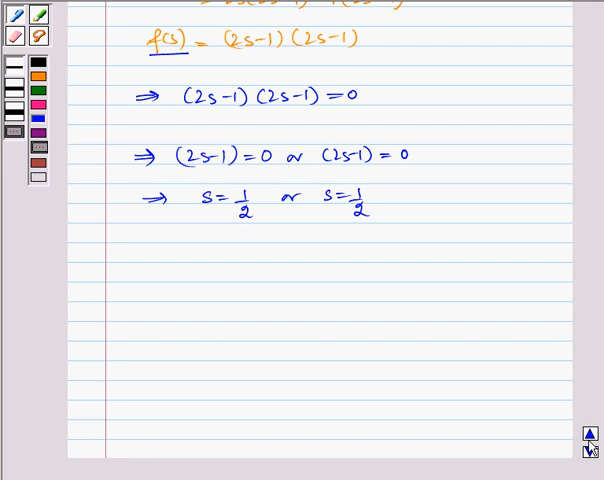 f(s) = (2s-1) (2s-1)
⇒ (2s-1) (2s-1) = 0
⇒ (2s-1) = 0 or (2s-1) = 0
⇒ s = 1/2 or s = 1/2